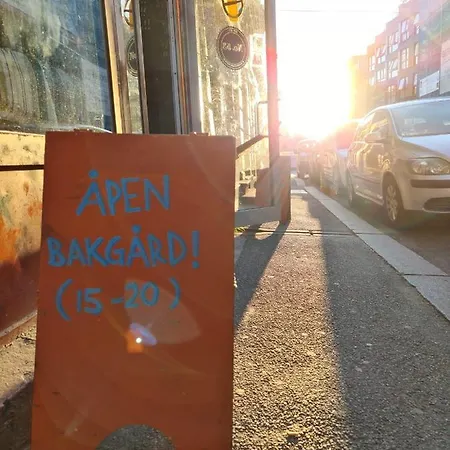 ÅPEN
BAKGÅRD!
(15-20)